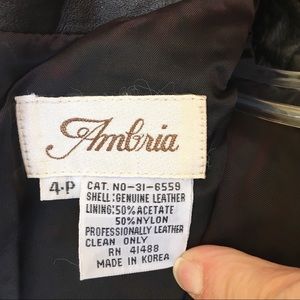 Ambria
4-P
CAT. NO-31-6559
SHELL:GENUINE LEATHER
LINING:50%ACETATE
50%NYLON
PROFESSIONALLY LEATHER
CLEAN ONLY
RN 41488
MADE IN KOREA